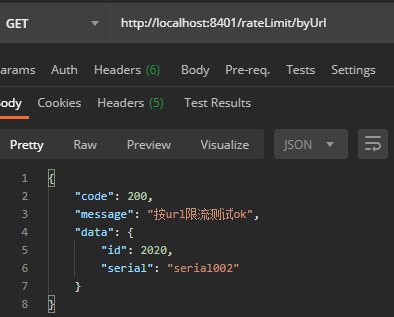 GET http://localhost:8401/rateLimit/byUrl
arams Auth Headers (6) Body Pre-req. Tests Settings
ody Cookies Headers (5) Test Results
Pretty Raw Preview Visualize JSON
1 {
2 "code": 200,
3 "message": "按url限流测试ok",
4 "data": {
5 "id": 2020,
6 "serial": "serial002"
7 }
8 }